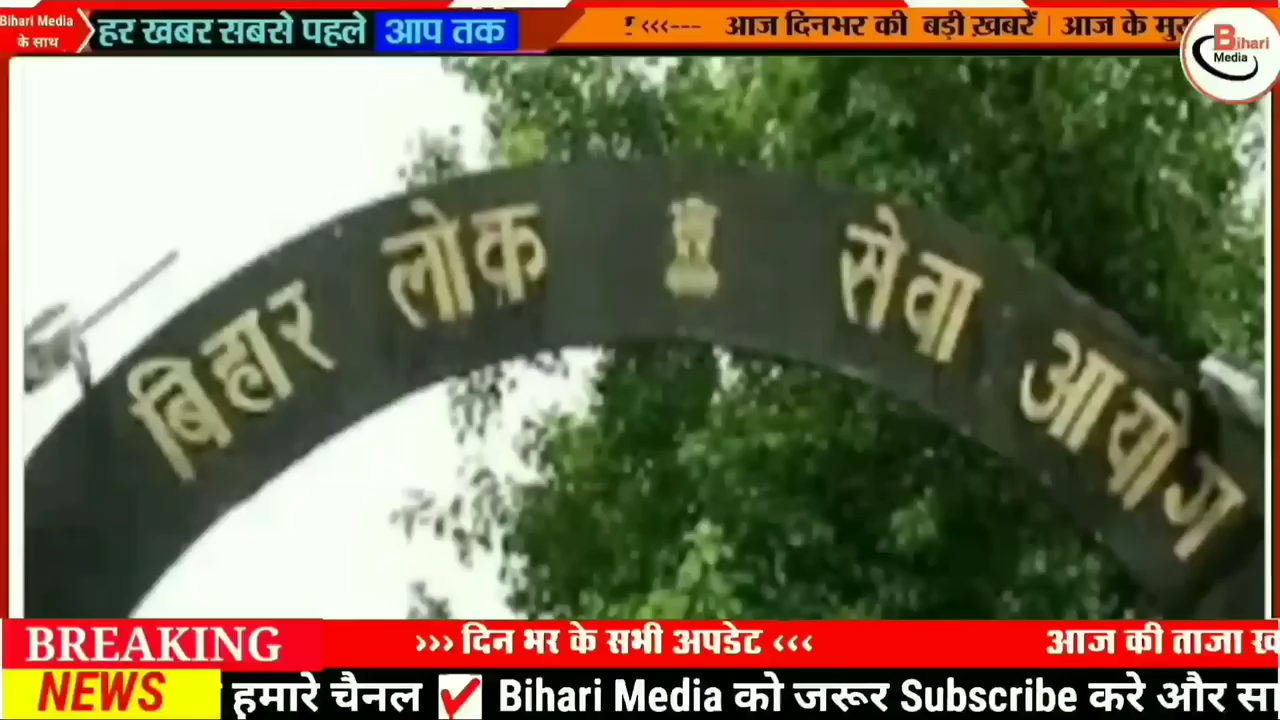 Bihari Media
के साथ
हर खबर सबसे पहले आप तक
<<<--- आज दिनभर की बड़ी ख़बरें | आज के
Bihari
Media
बिहार लोक सेवा आयोग
BREAKING
NEWS
>>> दिन भर के सभी अपडेट <<<
आज की ताजा
हमारे चैनल ✅ Bihari Media को जरूर Subscribe करे और